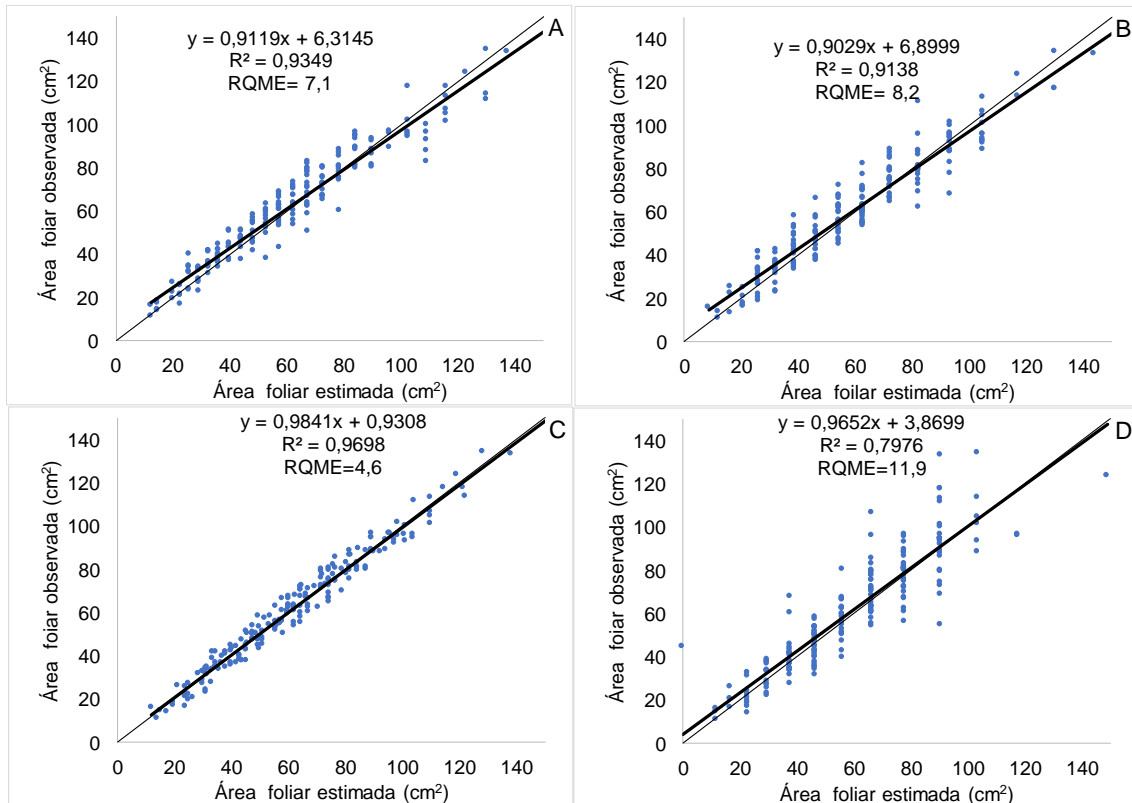 A
y = 0,9119x + 6,3145
R² = 0,9349
RQME= 7,1
Área foiar observada (cm²)
140
120
100
80
60
40
20
0
0 20 40 60 80 100 120 140
Área foliar estimada (cm²)
B
y = 0,9029x + 6,8999
R² = 0,9138
RQME= 8,2
Área foiar observada (cm²)
140
120
100
80
60
40
20
0
0 20 40 60 80 100 120 140
Área foilar estimada (cm²)
C
y = 0,9841x + 0,9308
R² = 0,9698
RQME=4,6
Área foiar observada (cm²)
140
120
100
80
60
40
20
0
0 20 40 60 80 100 120 140
Área foliar estimada (cm²)
D
y = 0,9652x + 3,8699
R² = 0,7976
RQME=11,9
Área foiar observada (cm²)
140
120
100
80
60
40
20
0
0 20 40 60 80 100 120 140
Área foliar estimada (cm²)